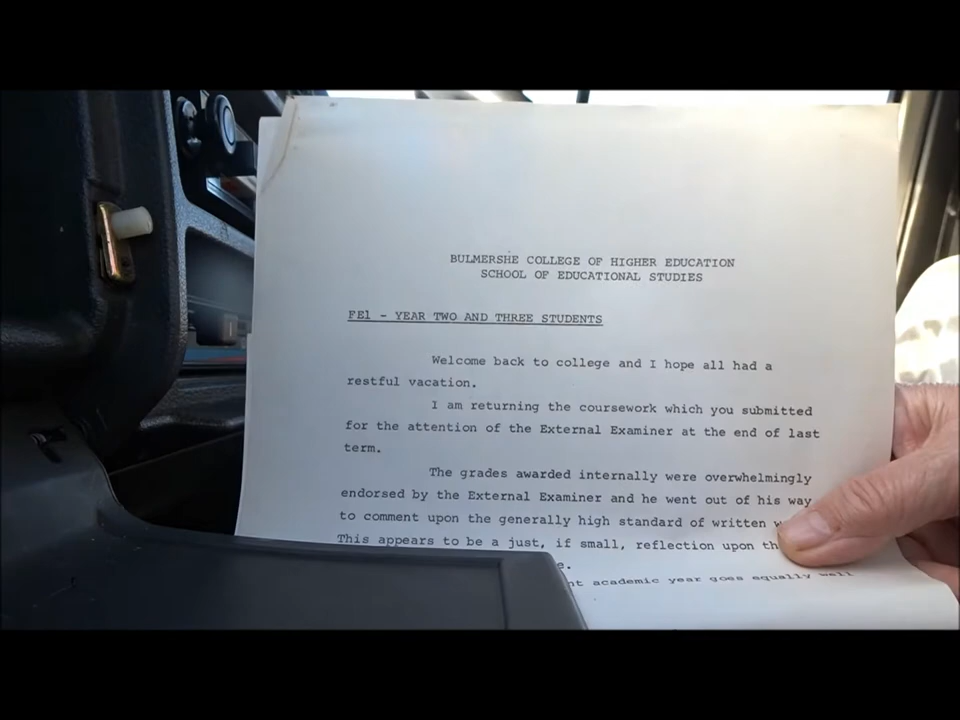 BULMERSHE COLLEGE OF HIGHER EDUCATION
SCHOOL OF EDUCATIONAL STUDIES
FE1 - YEAR TWO AND THREE STUDENTS
Welcome back to college and I hope all had a
restful vacation.
I am returning the coursework which you submitted
for the attention of the External Examiner at the end of last
term.
The grades awarded internally were overwhelmingly
endorsed by the External Examiner and he went out of his way
to comment upon the generally high standard of written
This appears to be a just, if small, reflection upon
academic year goes equally well